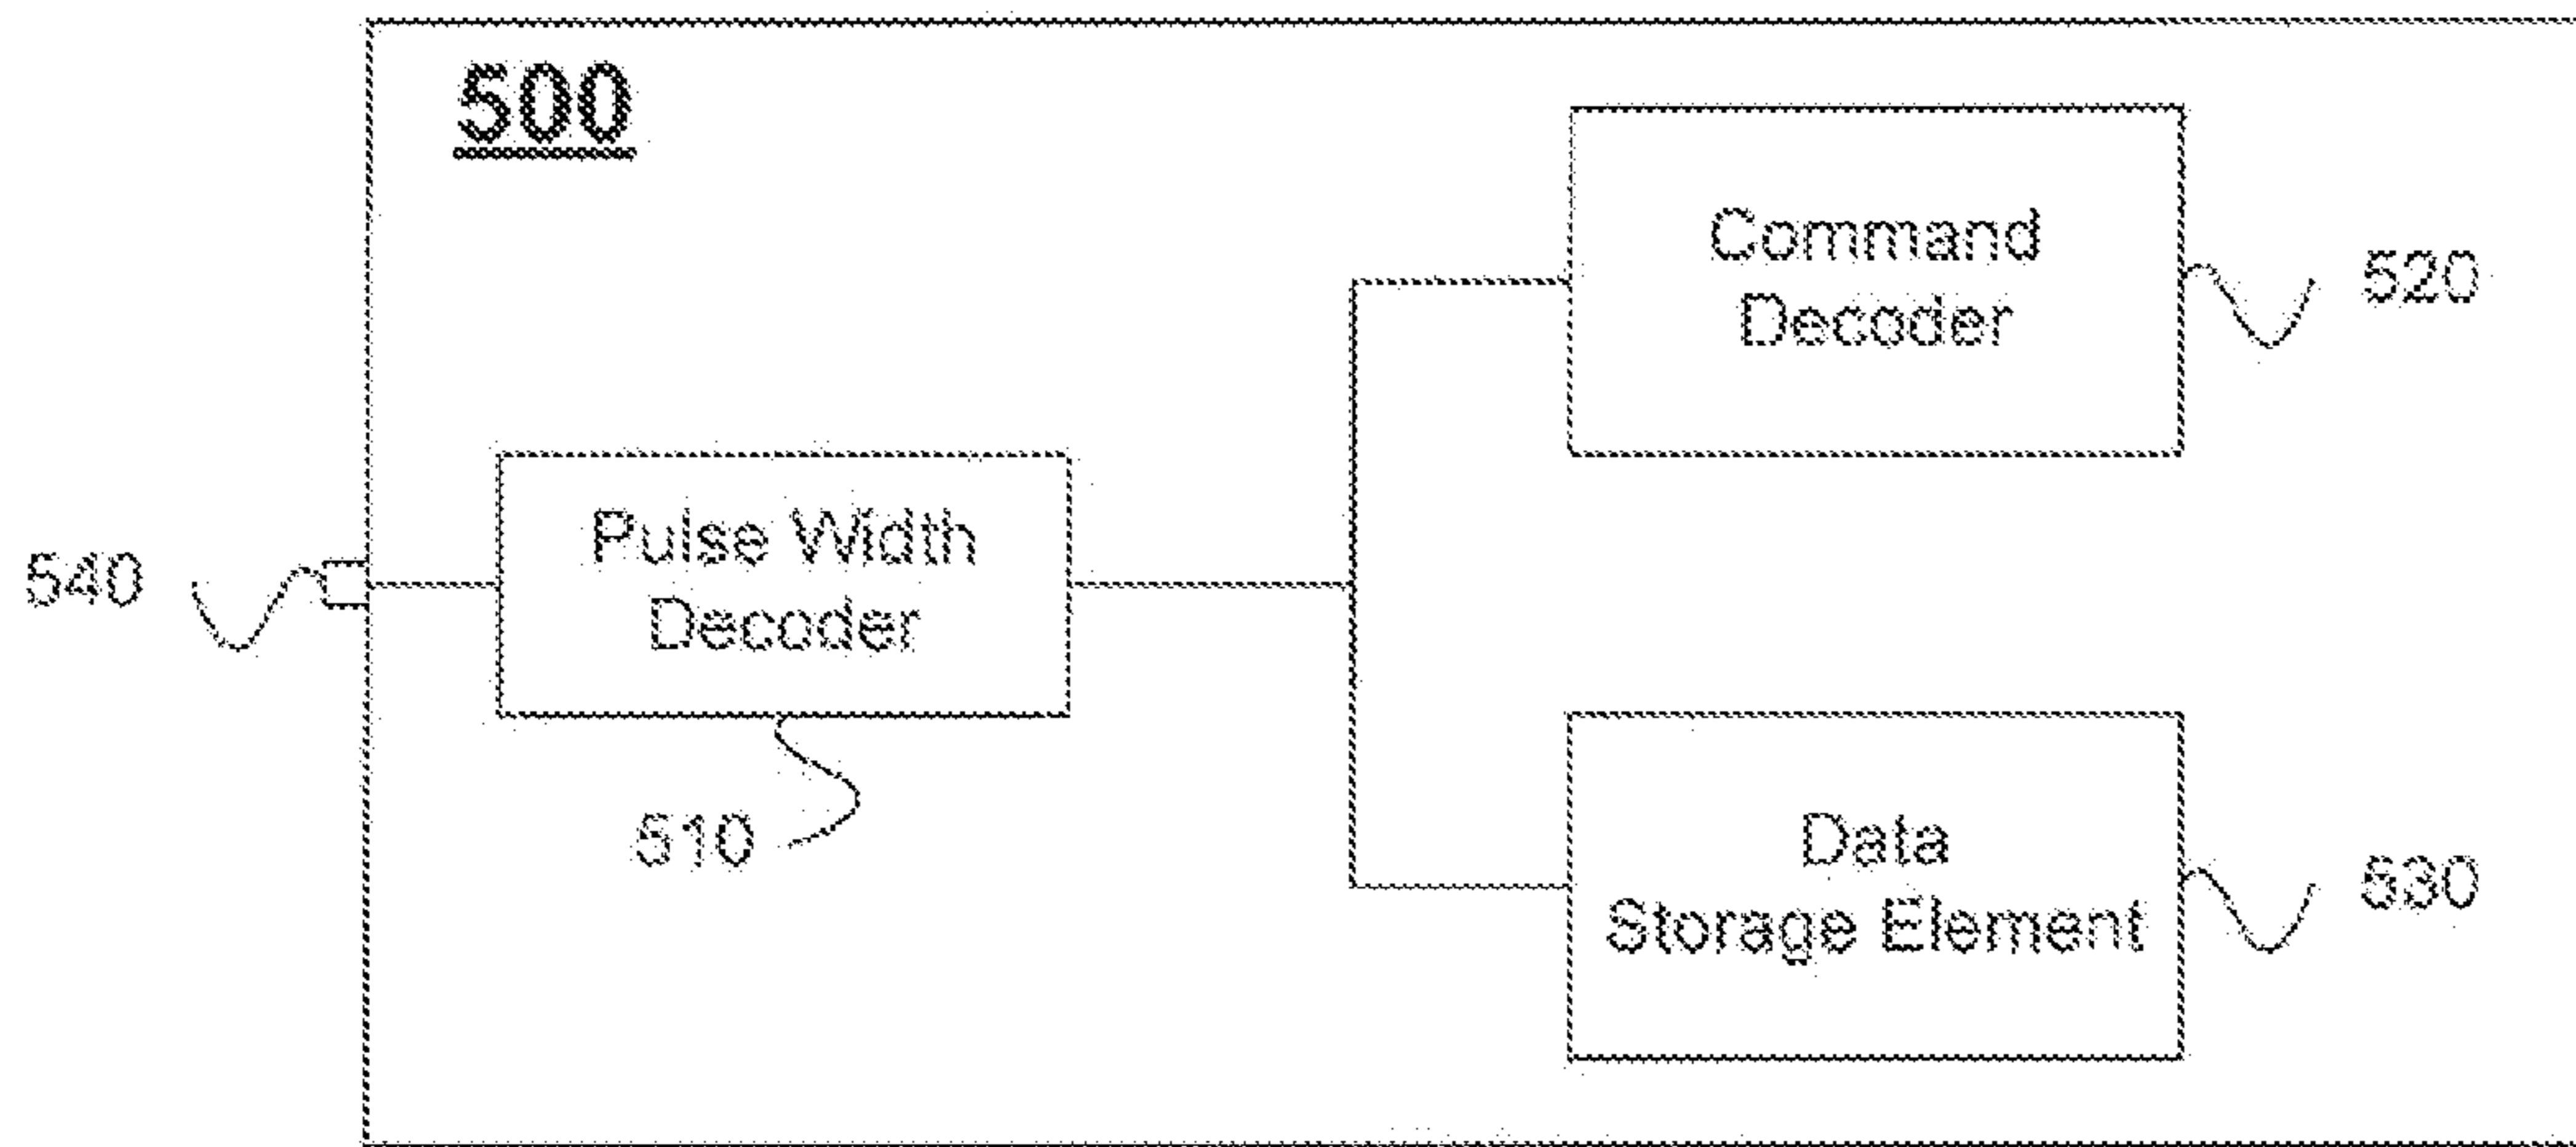 500
Command
Decoder
520
Pulse Width
Decoder
540
510
Data
Storage Element
530